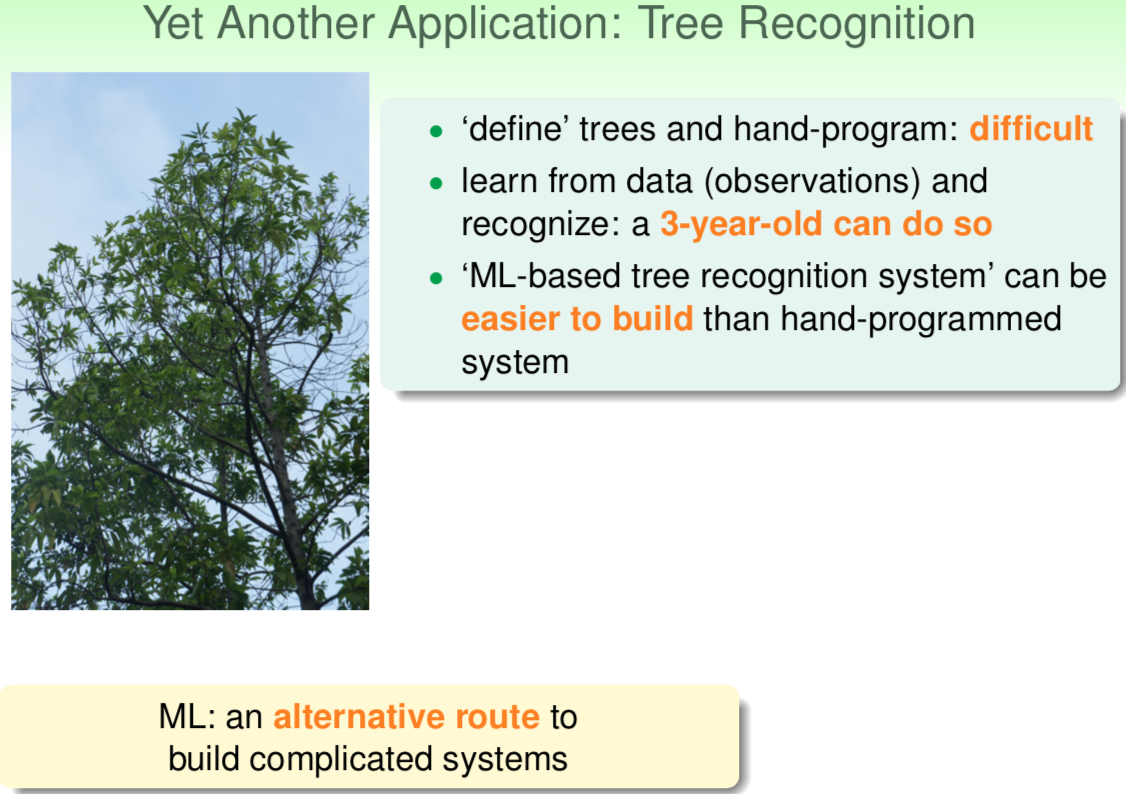 Yet Another Application: Tree Recognition
• ‘define’ trees and hand-program: difficult
• learn from data (observations) and
recognize: a 3-year-old can do so
• ‘ML-based tree recognition system’ can be
easier to build than hand-programmed
system
ML: an alternative route to
build complicated systems